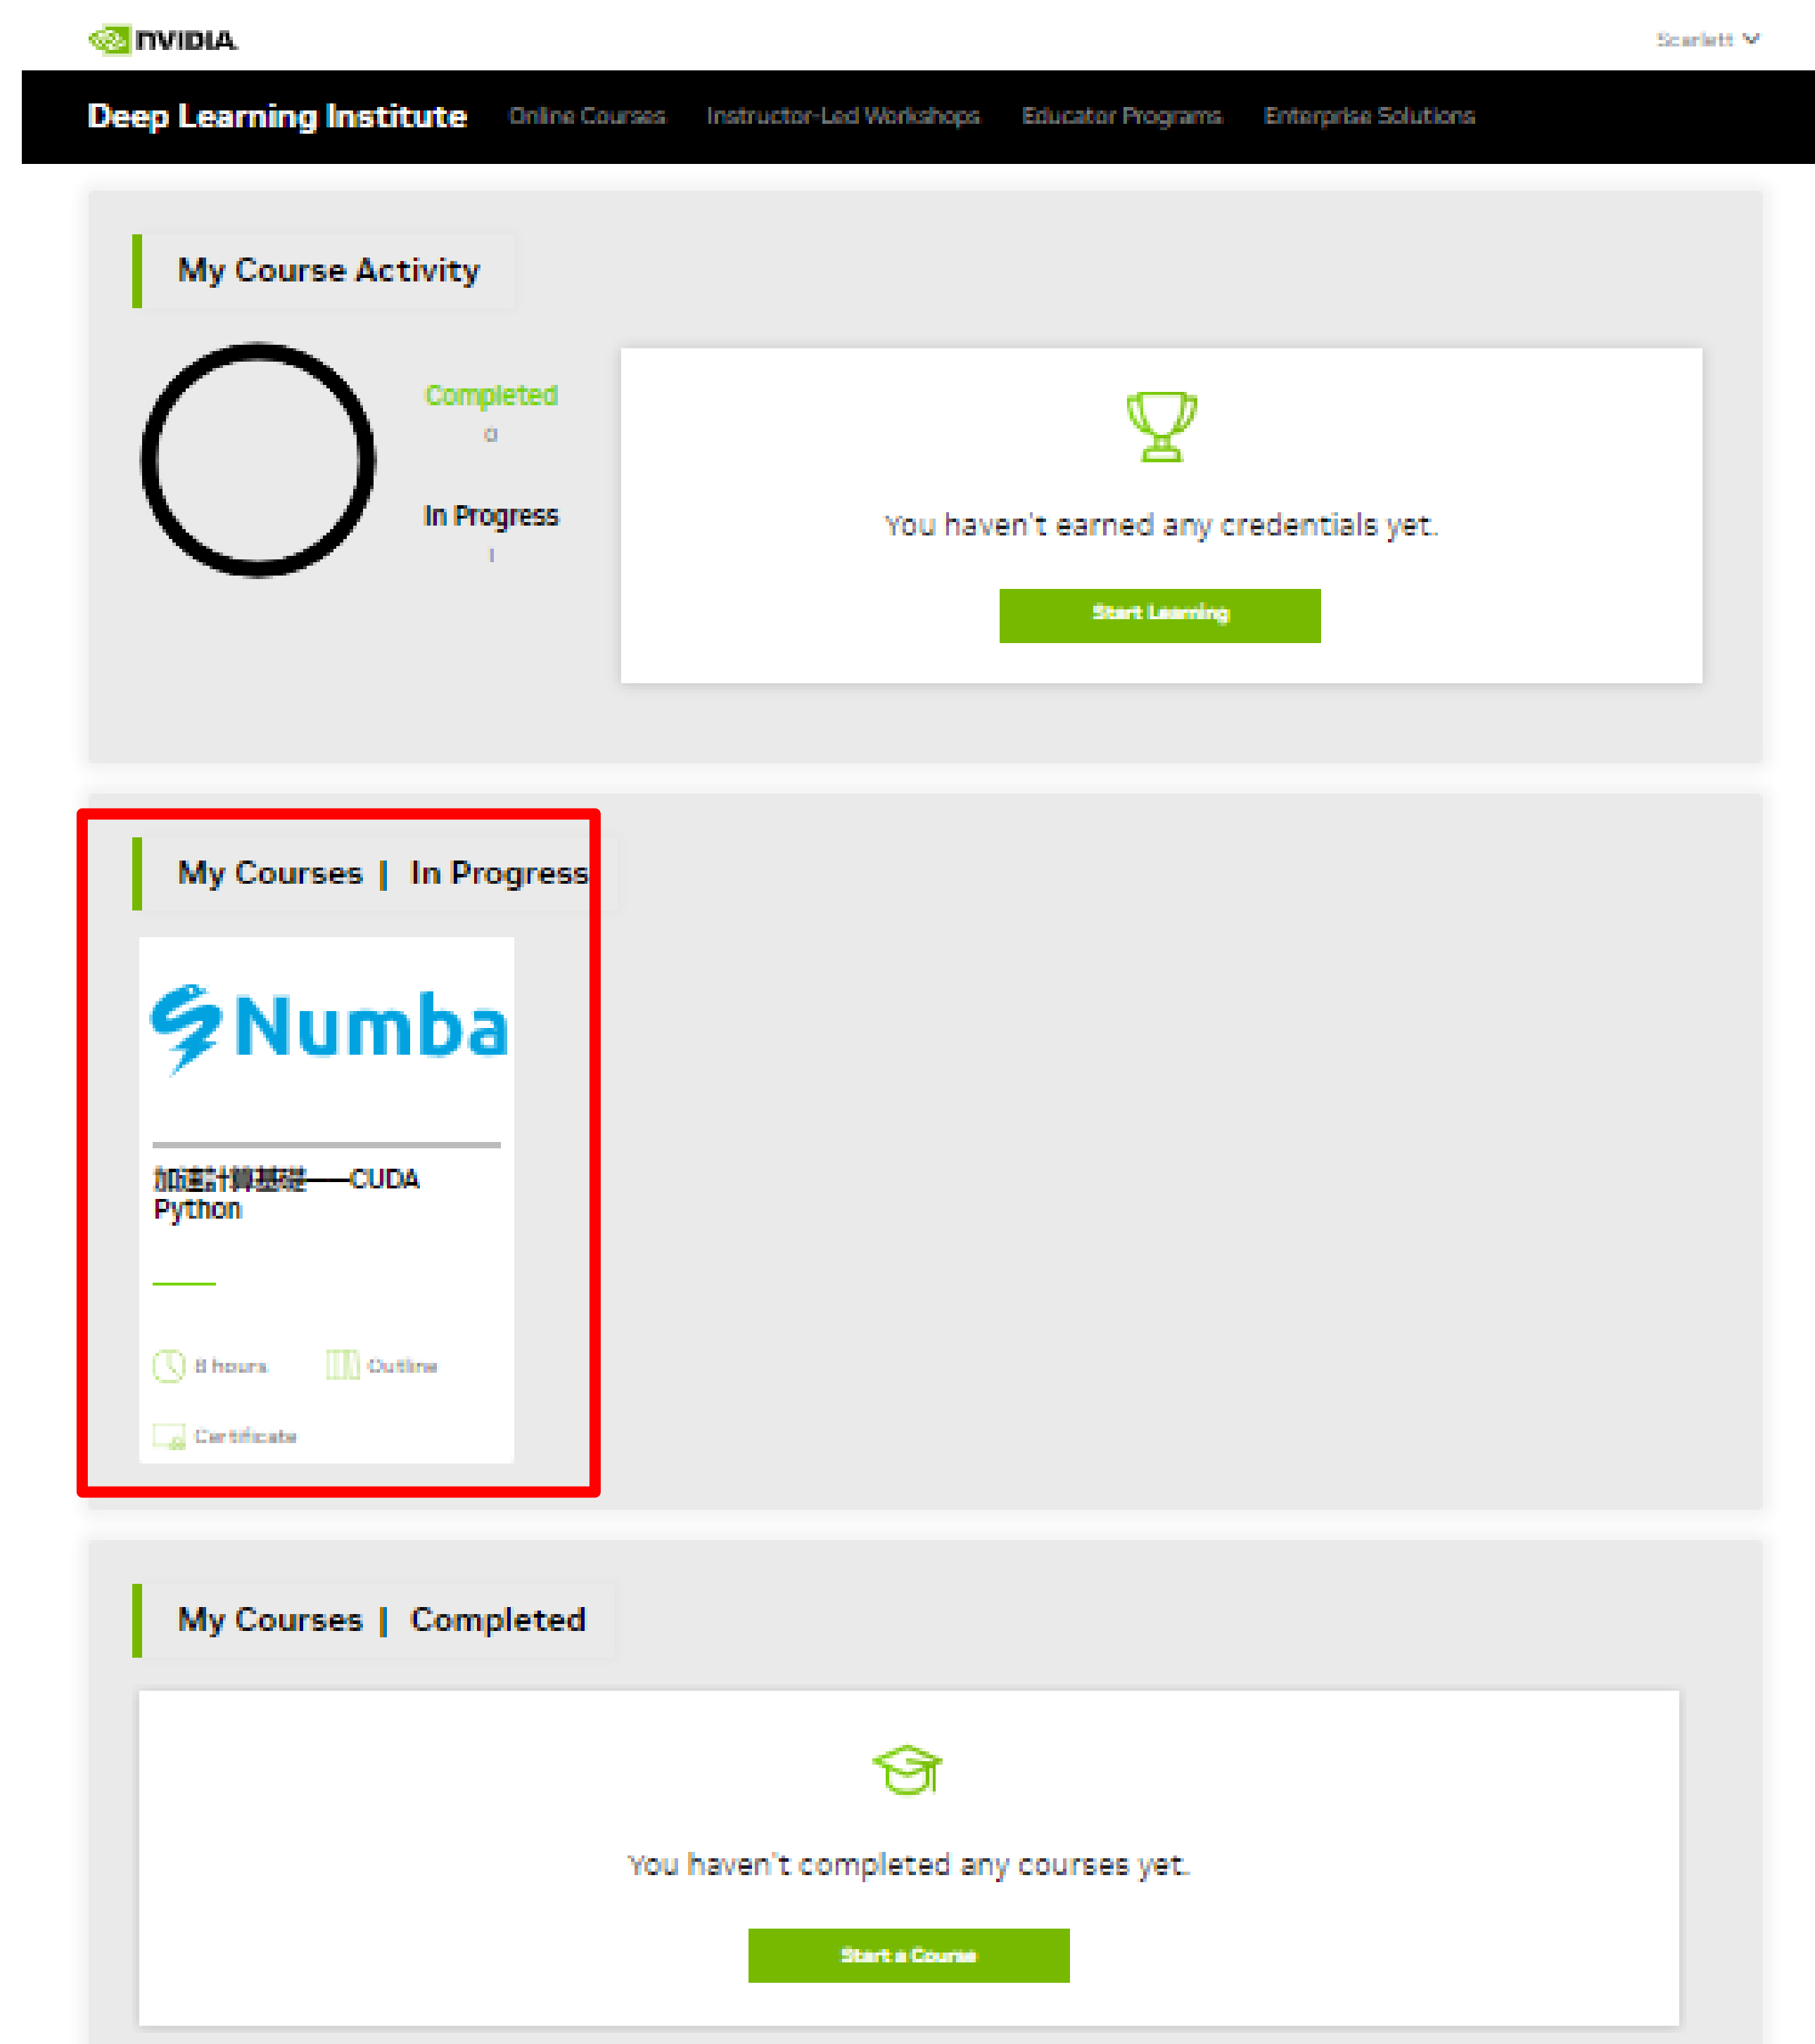 NVIDIA.
Scarlett
Deep Learning Institute Online Courses Instructor-Led Workshops Educator Programs Enterprise Solutions
My Course Activity
Completed
0
In Progress
1
You haven't earned any credentials yet.
Start Learning
My Courses | In Progress
Numba
加速計算基礎——CUDA
Python
8 hours
Outline
Certificate
My Courses | Completed
You haven't completed any courses yet.
Start a Course